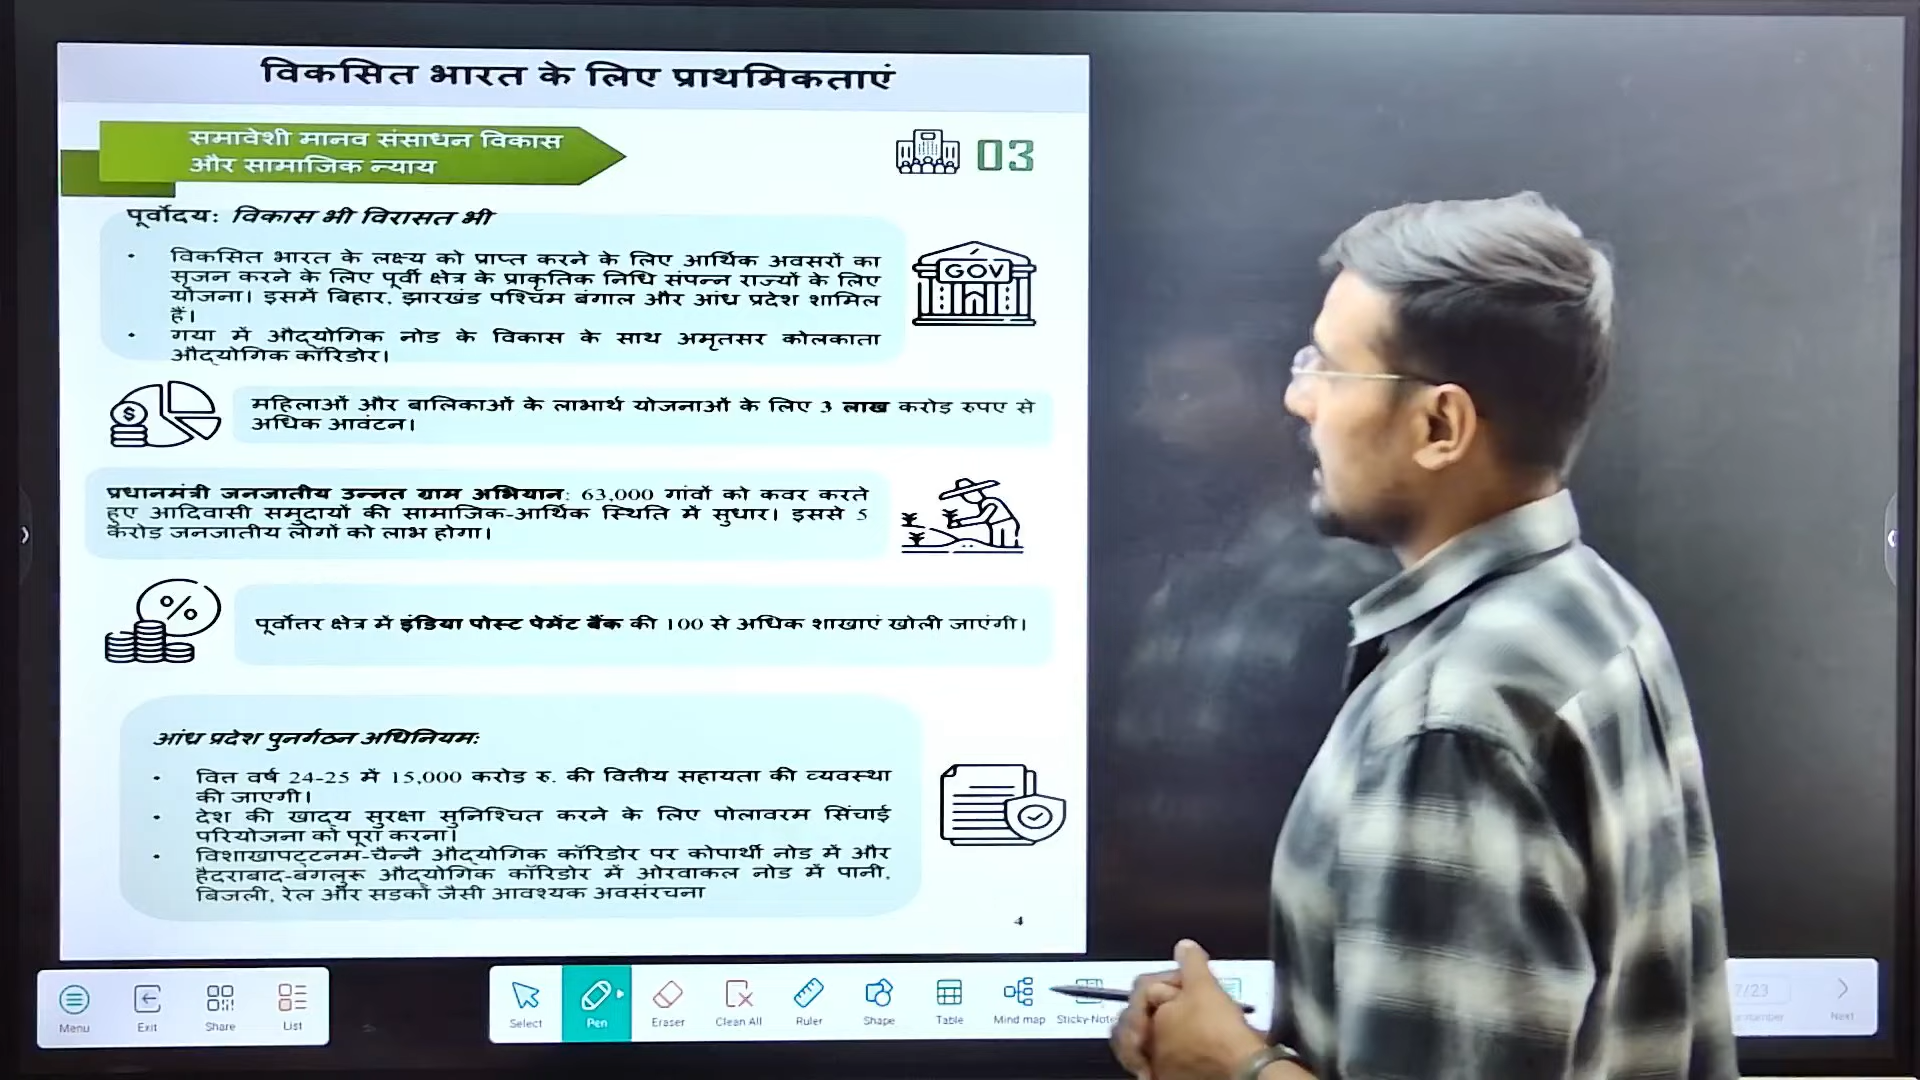 विकसित भारत के लिए प्राथमिकताएं
समावेशी मानव संसाधन विकास
और सामाजिक न्याय
03
पूर्वोदय: विकास भी विरासत भी
• विकसित भारत के लक्ष्य को प्राप्त करने के लिए आर्थिक अवसरों का
सृजन करने के लिए पूर्वी क्षेत्र के प्राकृतिक निधि संपन्न राज्यों के लिए
योजना। इसमें बिहार, झारखंड पश्चिम बंगाल और आंध्र प्रदेश शामिल
हैं।
• गया में औद्योगिक नोड के विकास के साथ अमृतसर कोलकाता
औद्योगिक कॉरिडोर।
GOV
महिलाओं और बालिकाओं के लाभार्थ योजनाओं के लिए 3 लाख करोड़ रुपए से
अधिक आवंटन।
प्रधानमंत्री जनजातीय उन्नत ग्राम अभियान: 63,000 गांवों को कवर करते
हुए आदिवासी समुदायों की सामाजिक-आर्थिक स्थिति में सुधार। इससे 5
करोड़ जनजातीय लोगों को लाभ होगा।
पूर्वोतर क्षेत्र में इंडिया पोस्ट पेमेंट बैंक की 100 से अधिक शाखाएं खोली जाएंगी।
आंध्र प्रदेश पुनर्गठन अधिनियम:
• वित वर्ष 24-25 में 15,000 करोड़ रु. की वितीय सहायता की व्यवस्था
की जाएगी।
• देश की खाद्य सुरक्षा सुनिश्चित करने के लिए पोलावरम सिंचाई
परियोजना को पूरा करना।
• विशाखापट्टनम-चैन्नै औद्योगिक कॉरिडोर पर कोपार्थी नोड में और
हैदराबाद-बंगलुरू औद्योगिक कॉरिडोर में ओरवाकल नोड में पानी,
बिजली, रेल और सडकों जैसी आवश्यक अवसंरचना
4
Menu Exit Share List Select Pen Eraser Clean All Ruler Shape Table Mind map Sticky-Note 7/23 Next